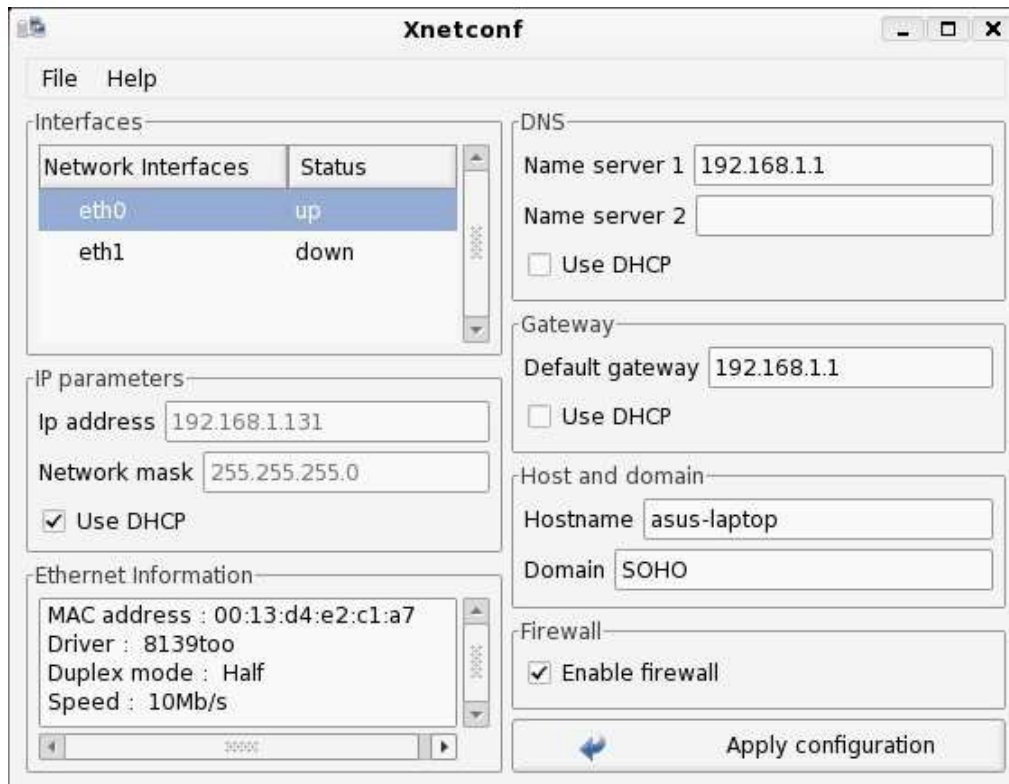 Xnetconf
File Help
Interfaces
Network Interfaces Status
eth0 up
eth1 down
IP parameters
Ip address 192.168.1.131
Network mask 255.255.255.0
Use DHCP
Ethernet Information
MAC address : 00:13:d4:e2:c1:a7
Driver : 8139too
Duplex mode : Half
Speed : 10Mb/s
DNS
Name server 1 192.168.1.1
Name server 2
Use DHCP
Gateway
Default gateway 192.168.1.1
Use DHCP
Host and domain
Hostname asus-laptop
Domain SOHO
Firewall
Enable firewall
Apply configuration